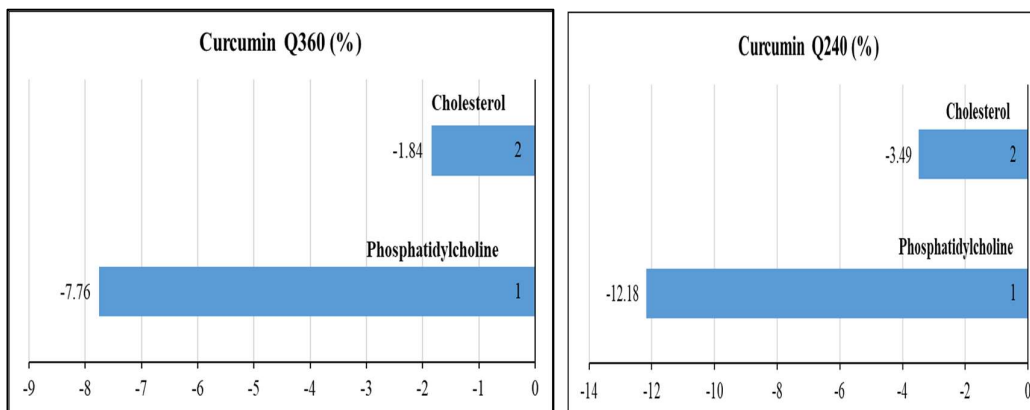 Curcumin Q360 (%)
Cholesterol
-1.84
2
Phosphatidylcholine
-7.76
1
-9 -8 -7 -6 -5 -4 -3 -2 -1 0
Curcumin Q240 (%)
Cholesterol
-3.49
2
Phosphatidylcholine
-12.18
1
-14 -12 -10 -8 -6 -4 -2 0